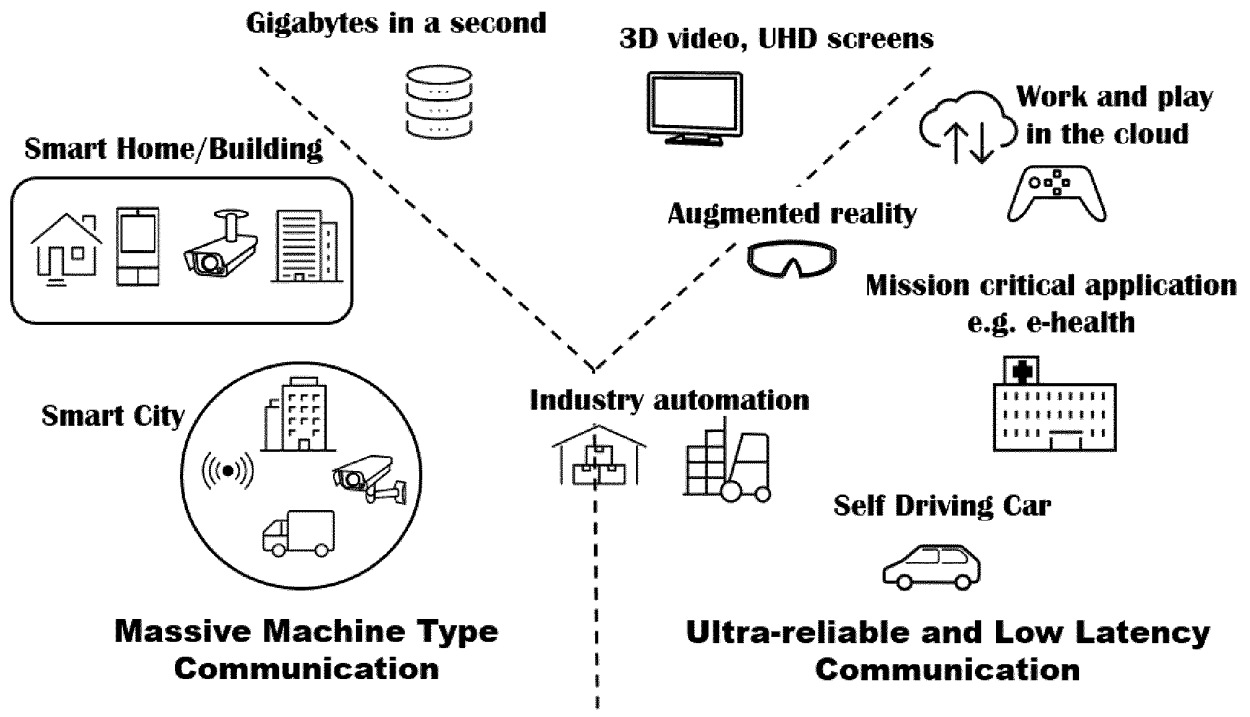 Gigabytes in a second
3D video, UHD screens
Work and play
in the cloud
Smart Home/Building
Augmented reality
Mission critical application
e.g. e-health
Industry automation
Smart City
Self Driving Car
Massive Machine Type
Communication
Ultra-reliable and Low Latency
Communication